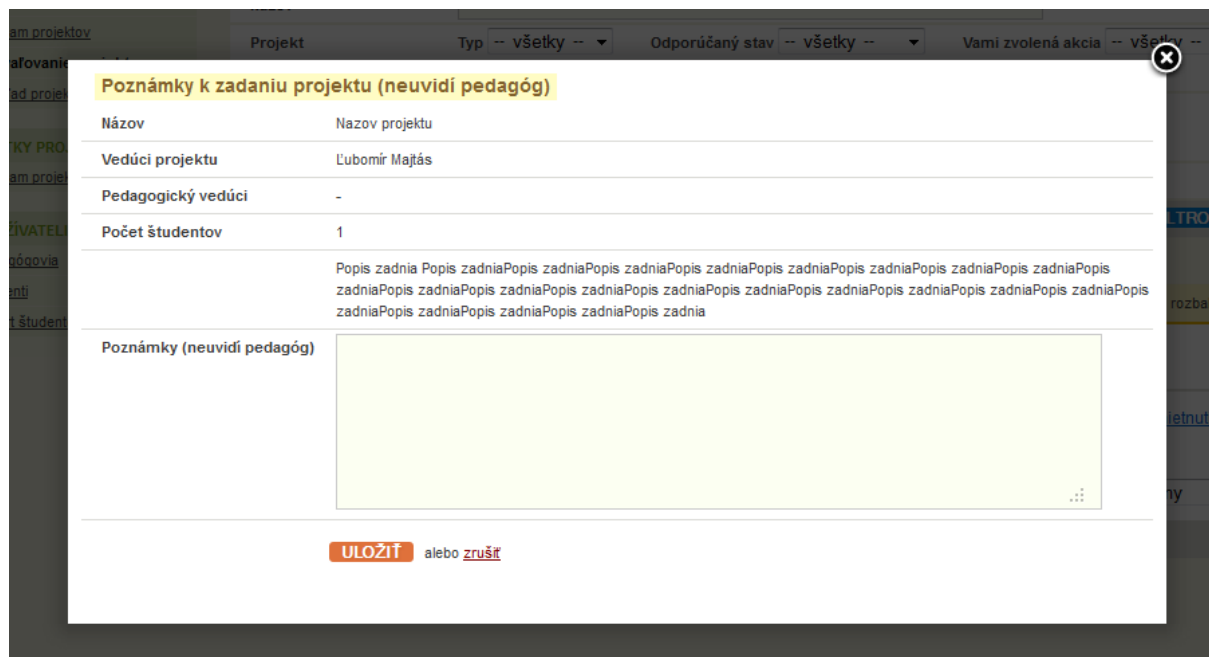 am projektov
Projekt Typ -- všetky -- Odporúčaný stav -- všetky -- Vami zvolená akcia
Poznámky k zadaniu projektu (neuvidí pedagóg)
Názov Nazov projektu
Vedúci projektu Ľubomír Majtás
Pedagogický vedúci -
Počet študentov 1
Popis zadnia Popis zadniaPopis zadniaPopis zadniaPopis zadniaPopis zadniaPopis zadniaPopis zadniaPopis zadniaPopis
zadniaPopis zadniaPopis zadniaPopis zadniaPopis zadniaPopis zadniaPopis zadniaPopis zadniaPopis zadniaPopis zadniaPopis
zadniaPopis zadniaPopis zadniaPopis zadniaPopis zadnia
Poznámky (neuvidí pedagóg)
ULOŽIŤ alebo zrušiť